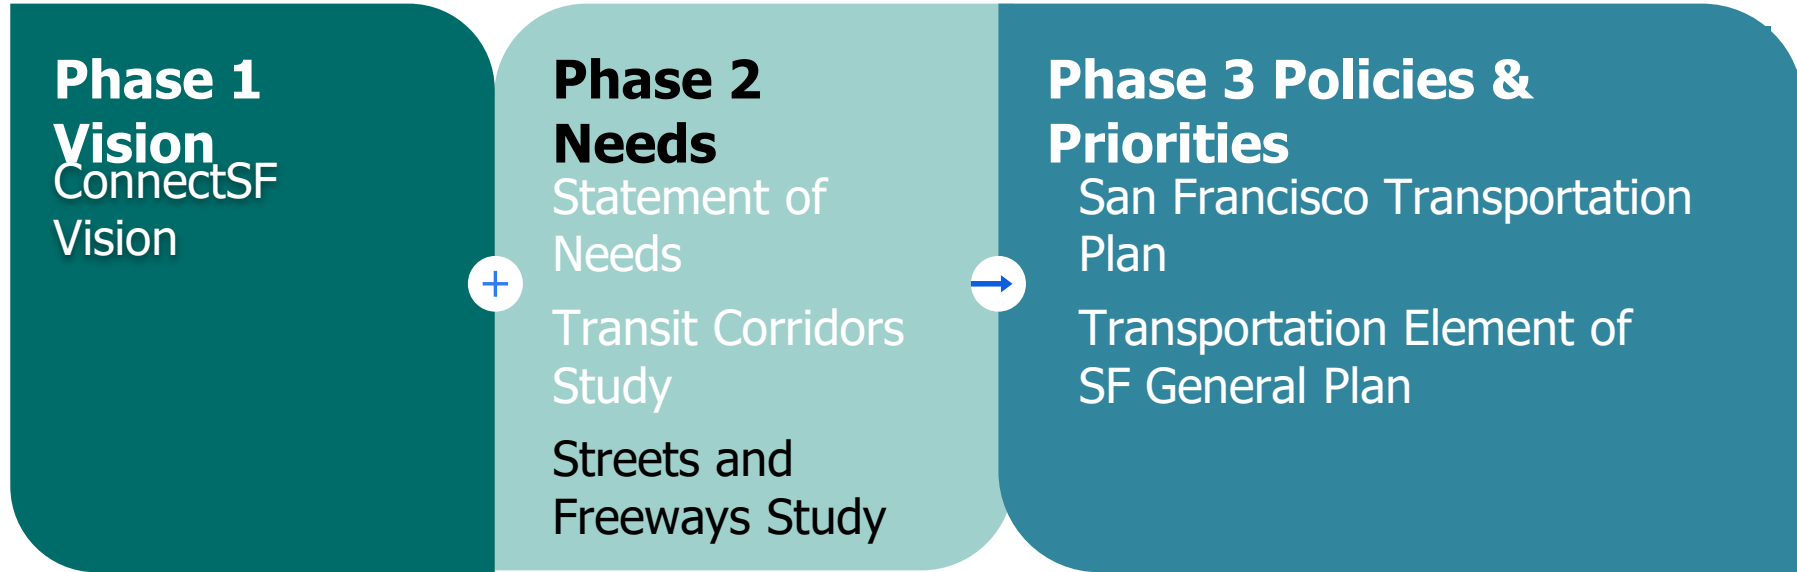 Phase 1
Vision
ConnectSF
Vision
+
Phase 2
Needs
Statement of
Needs
Transit Corridors
Study
Streets and
Freeways Study
→
Phase 3 Policies &
Priorities
San Francisco Transportation
Plan
Transportation Element of
SF General Plan